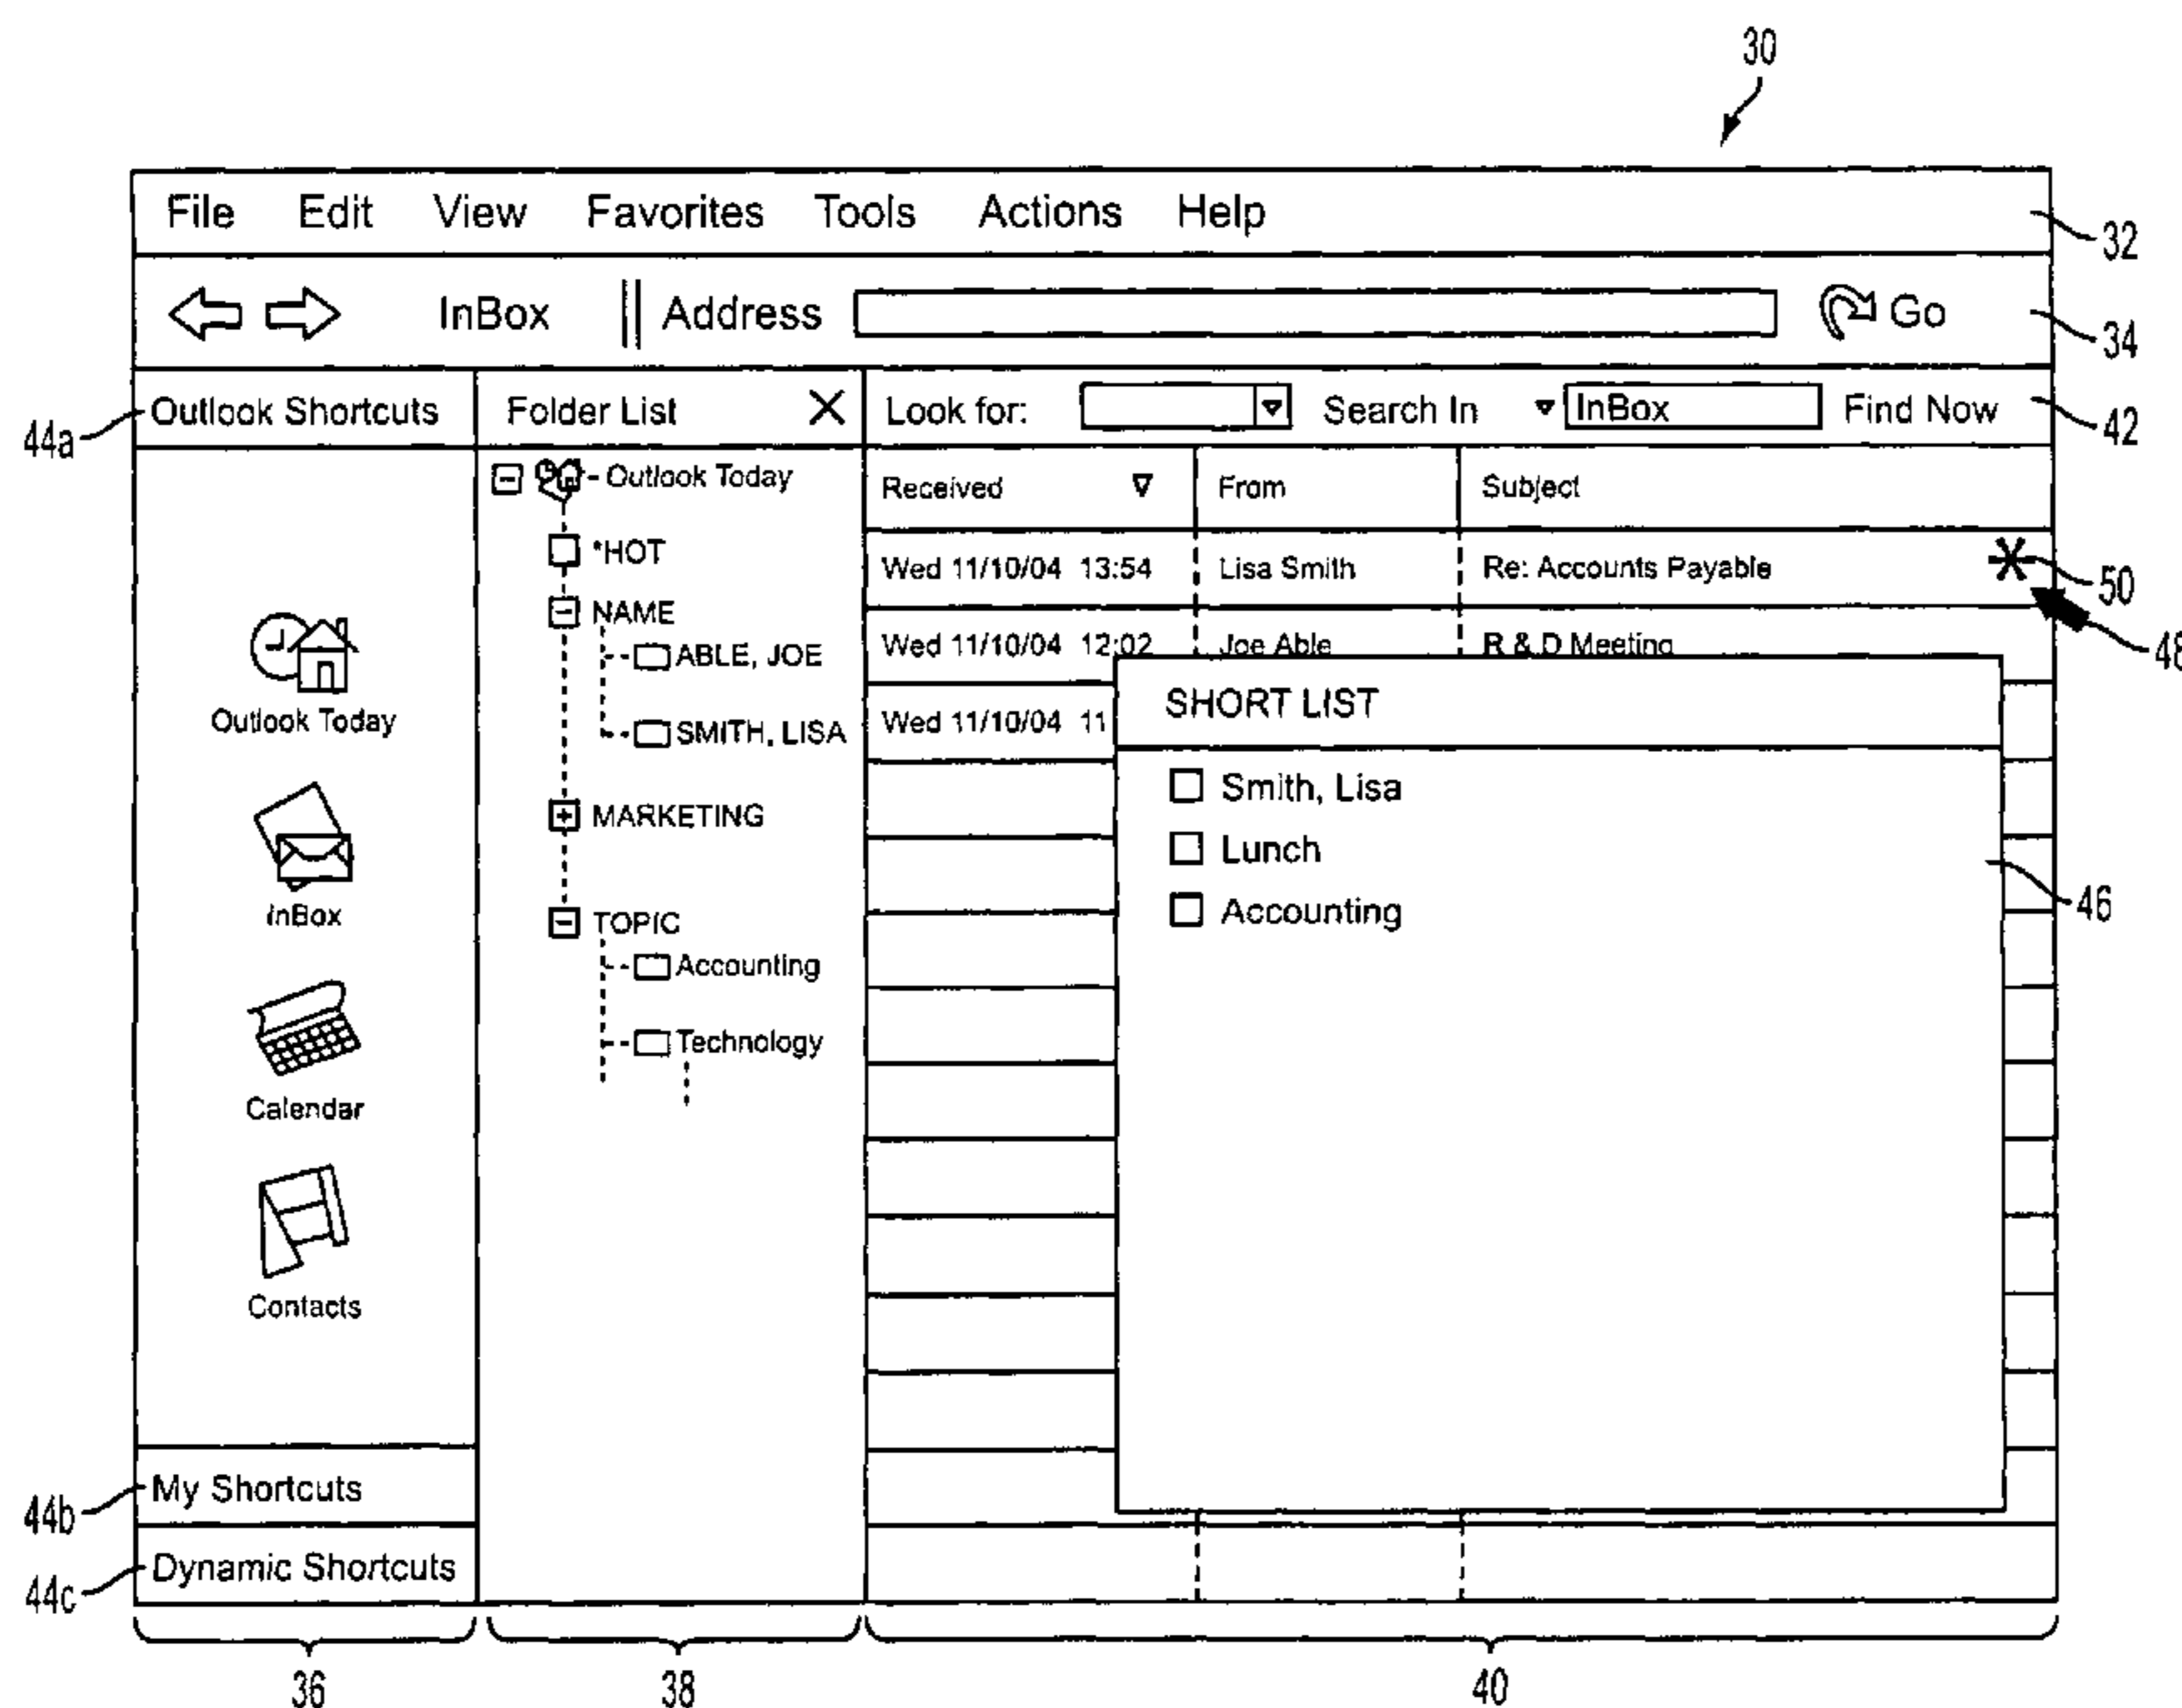 30
File Edit View Favorites Tools Actions Help
32
InBox Address Go
34
44a
Outlook Shortcuts
Folder List
Look for: Search In InBox Find Now
42
Outlook Today
Received From Subject
*HOT
Wed 11/10/04 13:54 Lisa Smith Re: Accounts Payable
50
NAME
48
ABLE, JOE
Wed 11/10/04 12:02 Joe Able R & D Meeting
SMITH, LISA
Wed 11/10/04 11
SHORT LIST
Outlook Today
Smith, Lisa
MARKETING
Lunch
46
InBox
TOPIC
Accounting
Accounting
Technology
Calendar
Contacts
44b
My Shortcuts
44c
Dynamic Shortcuts
36 38 40